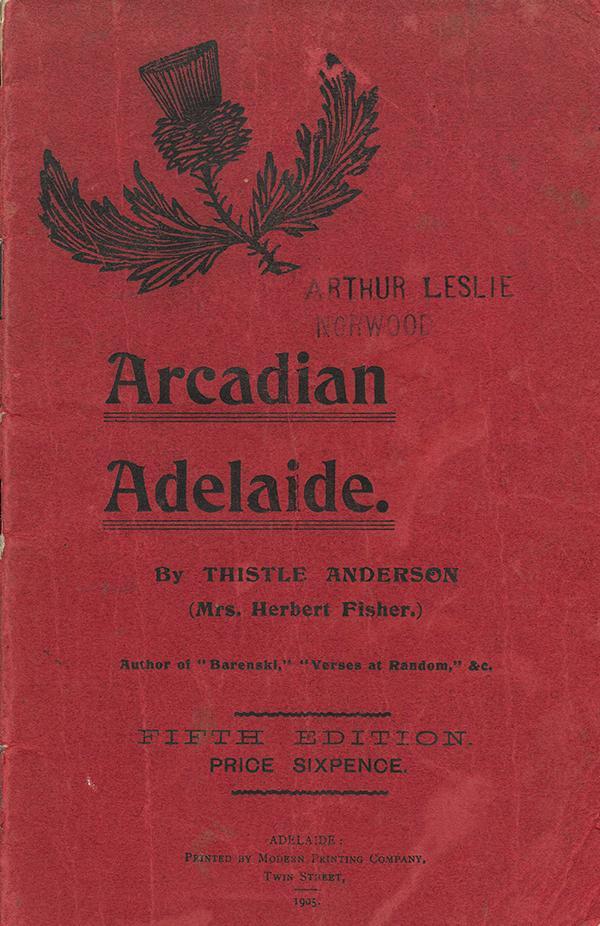 ARTHUR LESLIE
NORWOOD
Arcadian
Adelaide.
By THISTLE ANDERSON
(Mrs. Herbert Fisher.)
Author of "Barenski," "Verses at Random," &c.
FIFTH EDITION.
PRICE SIXPENCE.
ADELAIDE:
PRINTED BY MODERN PRINTING COMPANY,
TWIN STREET,
1905.